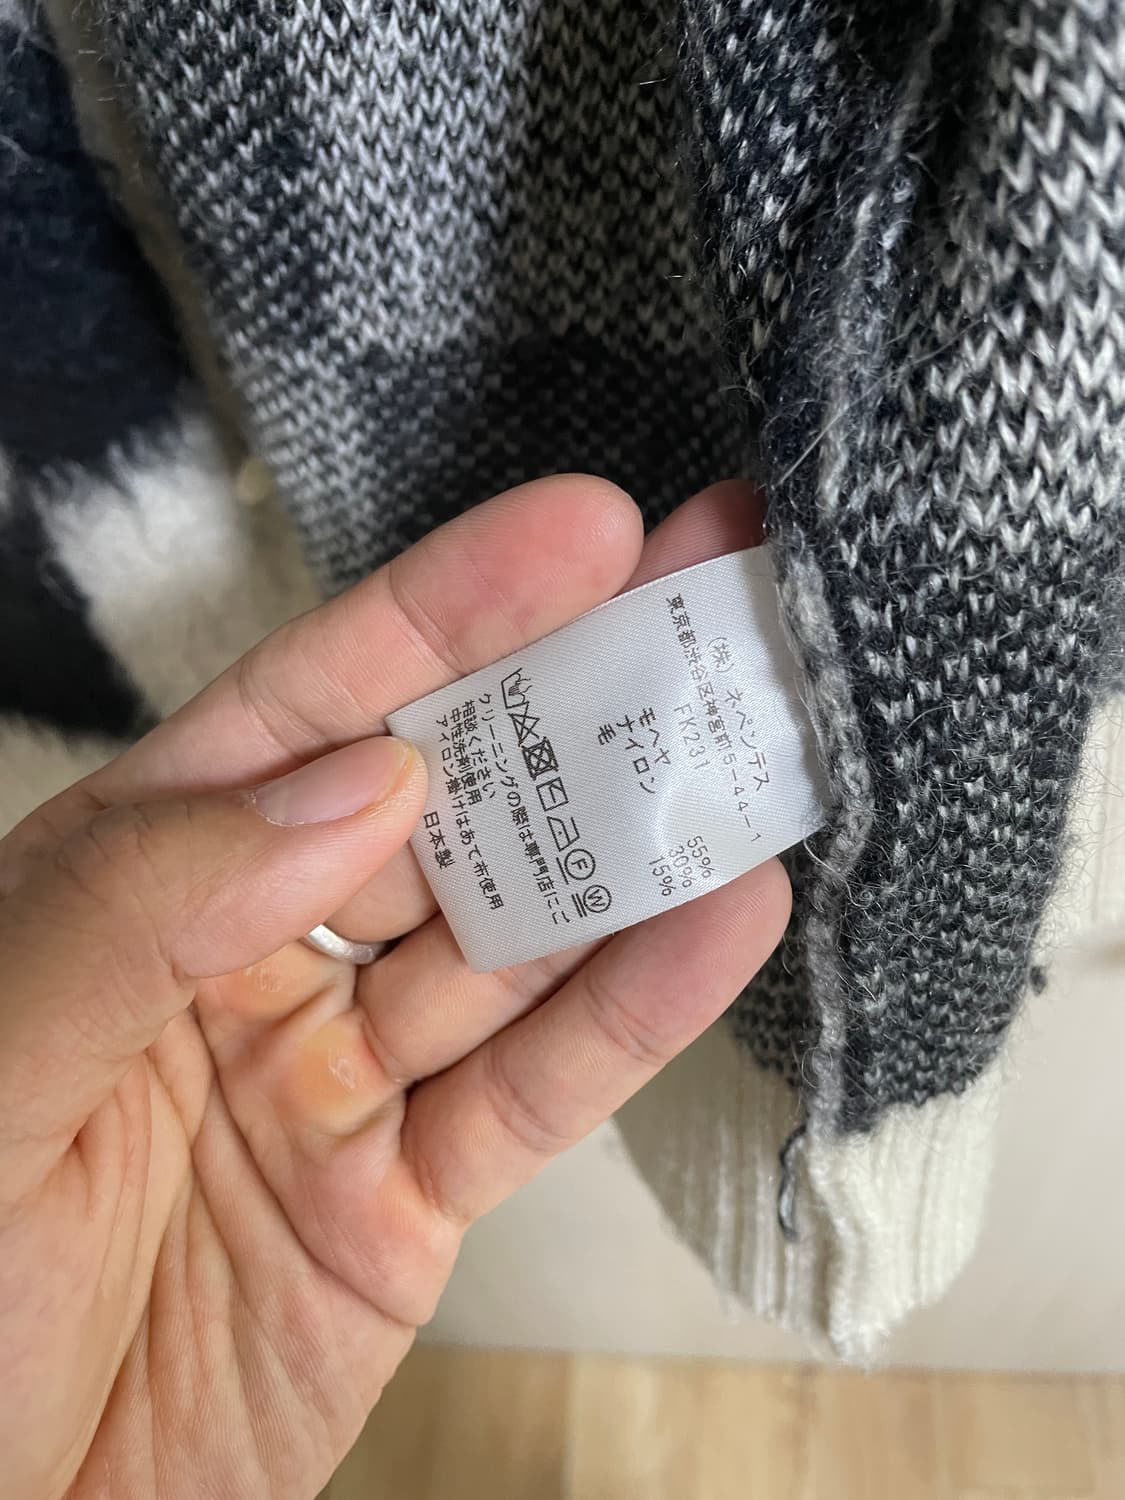 (株) ネペンテス
東京都渋谷区神宮前5-44-1
FK231
モヘヤ 55%
ナイロン 30%
毛 15%
F
W
クリーニングの際は専門店にご
相談ください
中性洗剤使用
アイロン掛けはあて布使用
日本製